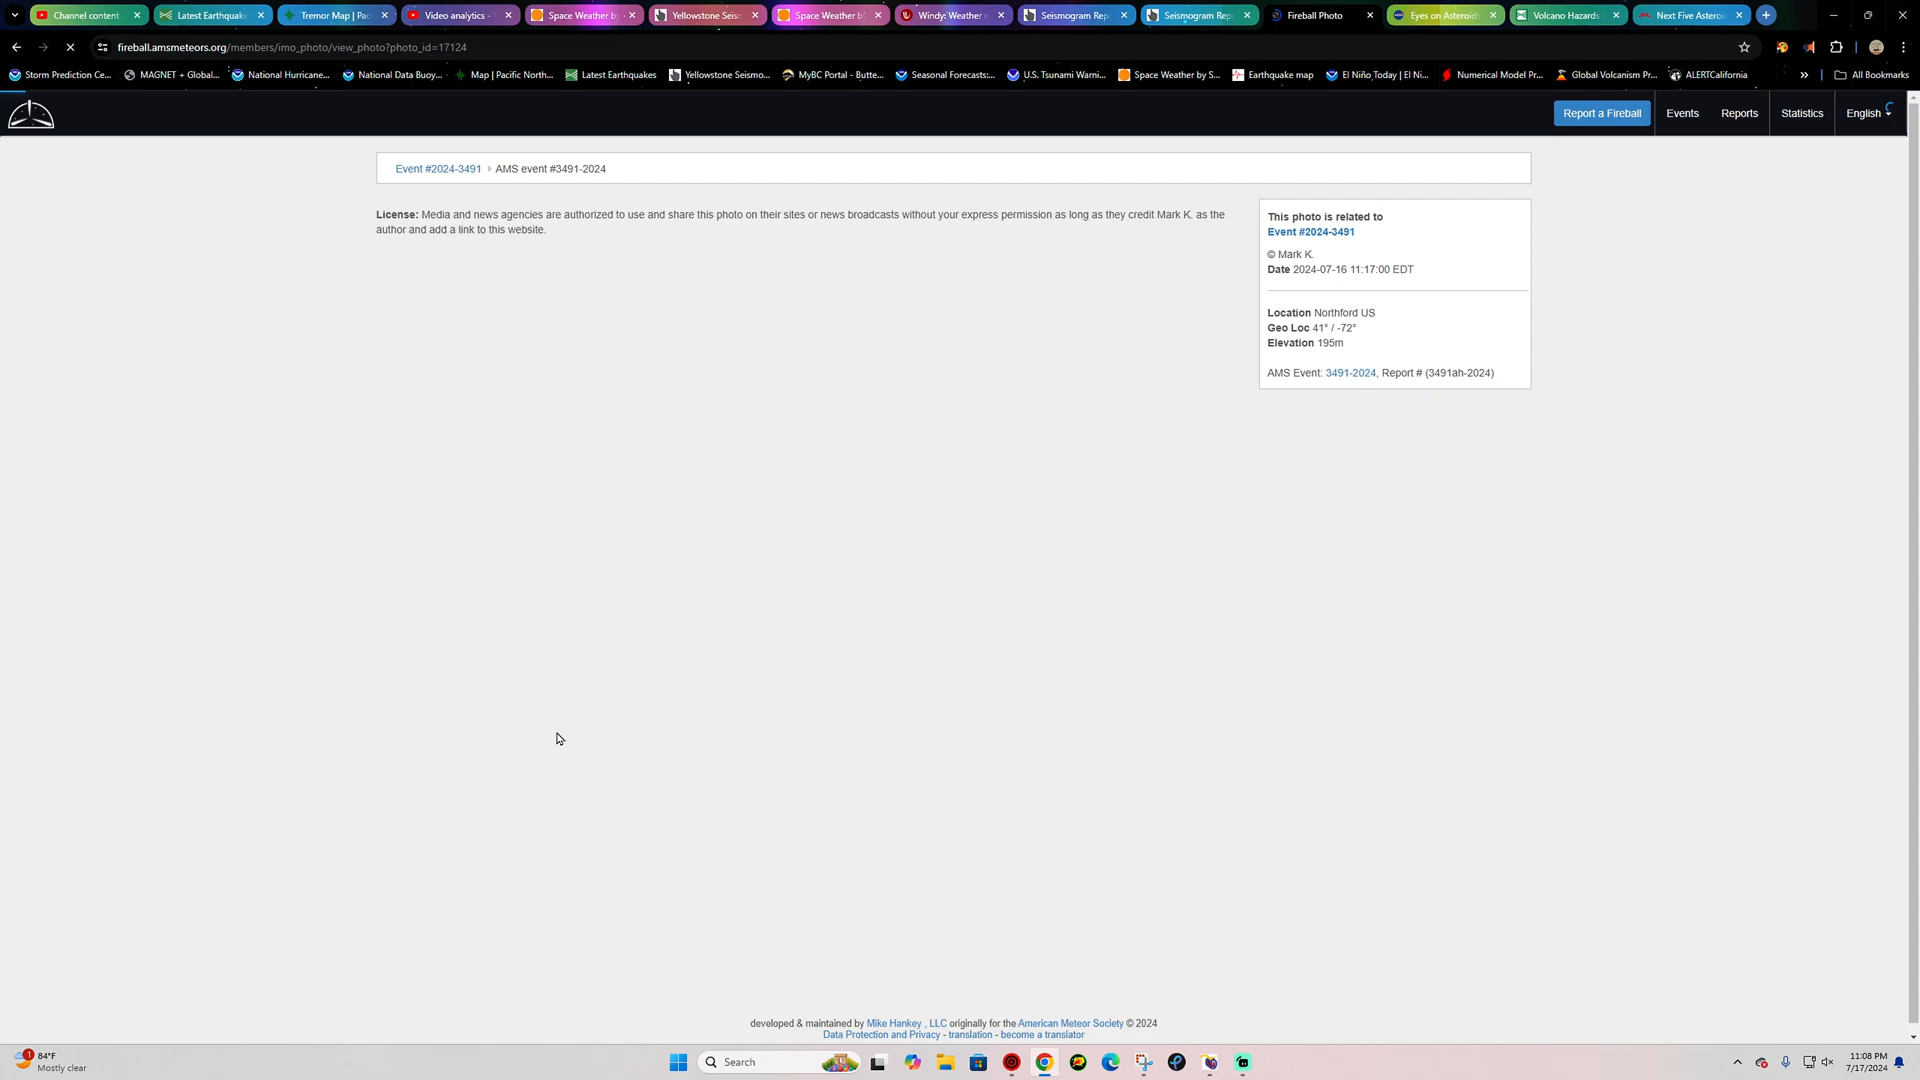 Channel content
Latest Earthquake
Tremor Map | Pac
Video analytics -
Space Weather by
Yellowstone Seis
Space Weather by
Windy: Weather
Seismogram Rep
Seismogram Rep
Fireball Photo
Eyes on Asteroids
Volcano Hazards
Next Five Asteroi
fireball.amsmeteors.org/members/imo_photo/view_photo?photo_id=17124
Storm Prediction Ce...
MAGNET + Global...
National Hurricane...
National Data Buoy...
Map | Pacific North...
Latest Earthquakes
Yellowstone Seismo...
MyBC Portal - Butte...
Seasonal Forecasts:...
U.S. Tsunami Warni...
Space Weather by S...
Earthquake map
El Niño Today | El Ni...
Numerical Model Pr...
Global Volcanism Pr...
ALERTCalifornia
»
All Bookmarks
Report a Fireball
Events
Reports
Statistics
English
Event #2024-3491 AMS event #3491-2024
License: Media and news agencies are authorized to use and share this photo on their sites or news broadcasts without your express permission as long as they credit Mark K. as the
author and add a link to this website.
This photo is related to
Event #2024-3491
© Mark K.
Date 2024-07-16 11:17:00 EDT
Location Northford US
Geo Loc 41° / -72°
Elevation 195m
AMS Event: 3491-2024, Report # (3491ah-2024)
developed & maintained by Mike Hankey , LLC originally for the American Meteor Society © 2024
Data Protection and Privacy - translation - become a translator
1
84°F
Mostly clear
Search
11:08 PM
7/17/2024